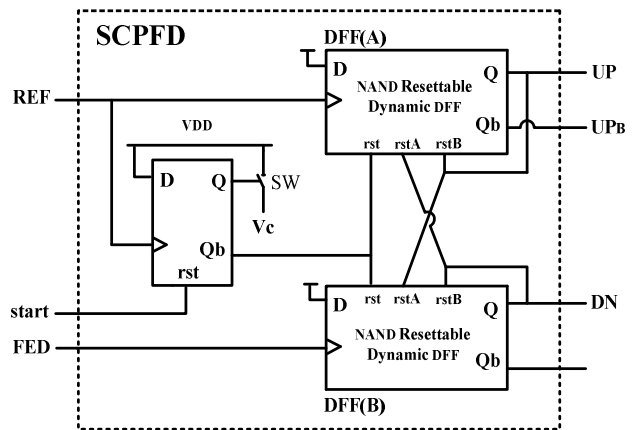 SCPFD
DFF(A)
D
Q
UP
NAND Resettable
Dynamic DFF
REF
Qb
UPB
VDD
rst rstA rstB
D
Q
SW
Vc
Qb
rst
rst rstA rstB
start
D
Q
DN
NAND Resettable
Dynamic DFF
FED
Qb
DFF(B)